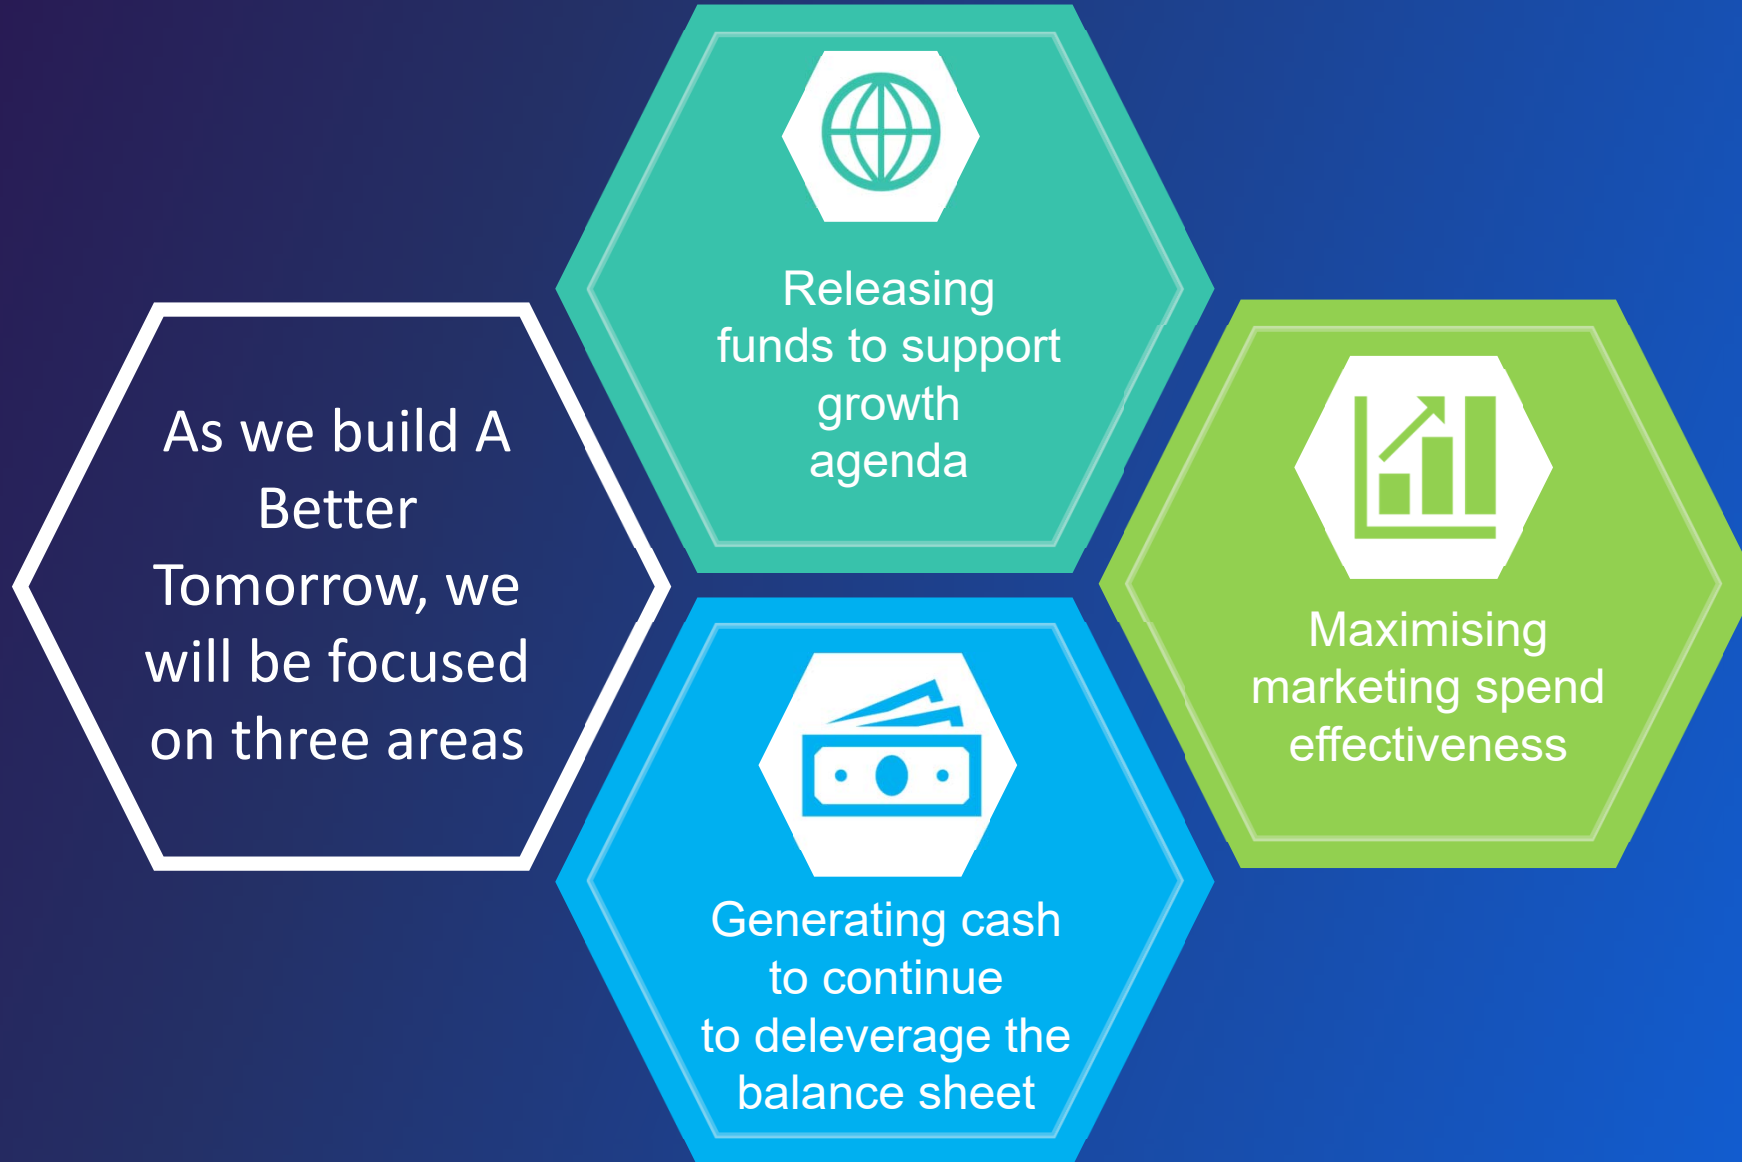 As we build A
Better
Tomorrow, we
will be focused
on three areas
Releasing
funds to support
growth
agenda
Maximising
marketing spend
effectiveness
Generating cash
to continue
to deleverage the
balance sheet